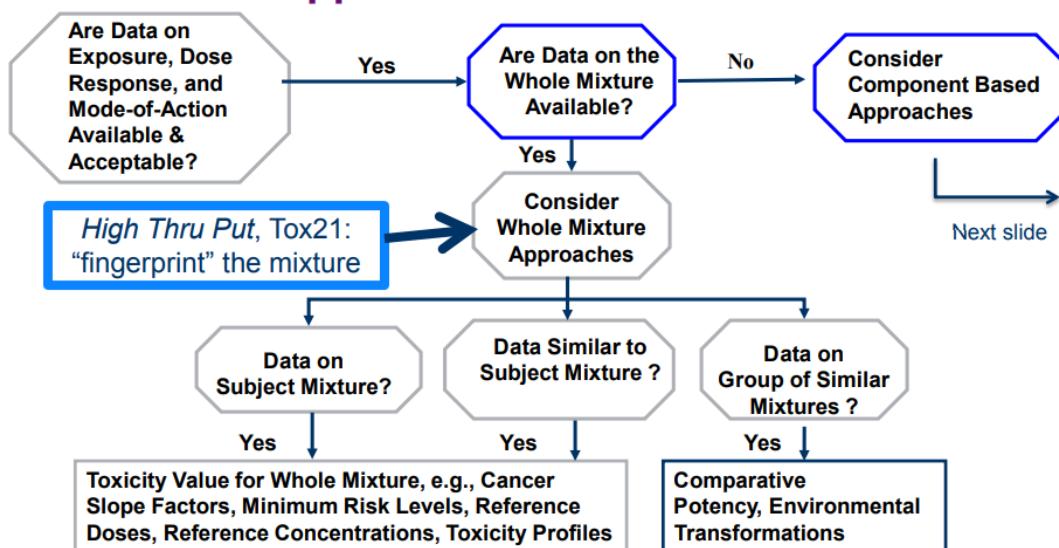 Are Data on
Exposure, Dose
Response, and
Mode-of-Action
Available &
Acceptable?
Yes
Are Data on the
Whole Mixture
Available?
No
Consider
Component Based
Approaches
Yes
Next slide
Consider
Whole Mixture
Approaches
High Thru Put, Tox21:
“fingerprint” the mixture
Data on
Subject Mixture?
Data Similar to
Subject Mixture ?
Data on
Group of Similar
Mixtures ?
Yes
Yes
Yes
Toxicity Value for Whole Mixture, e.g., Cancer
Slope Factors, Minimum Risk Levels, Reference
Doses, Reference Concentrations, Toxicity Profiles
Comparative
Potency, Environmental
Transformations